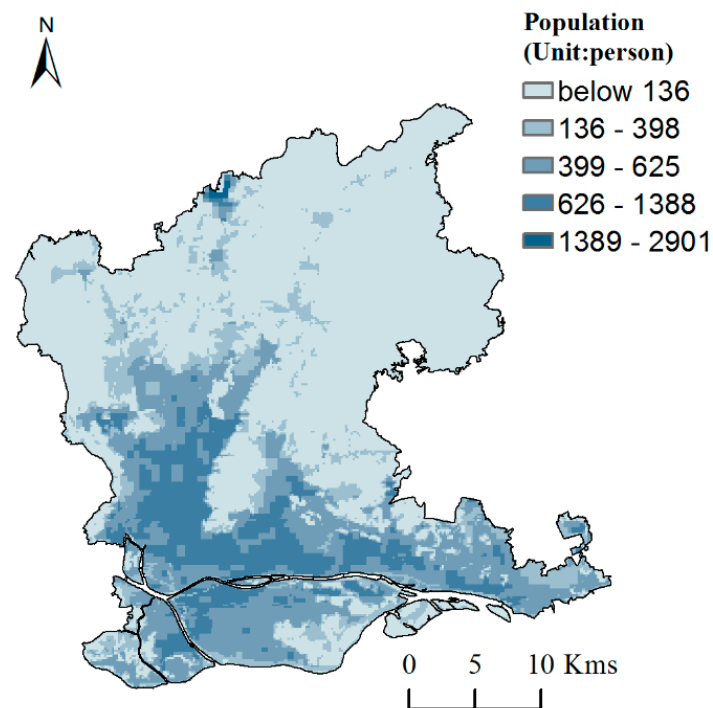 N
Population
(Unit:person)
below 136
136 - 398
399 - 625
626 - 1388
1389 - 2901
0 5 10 Kms